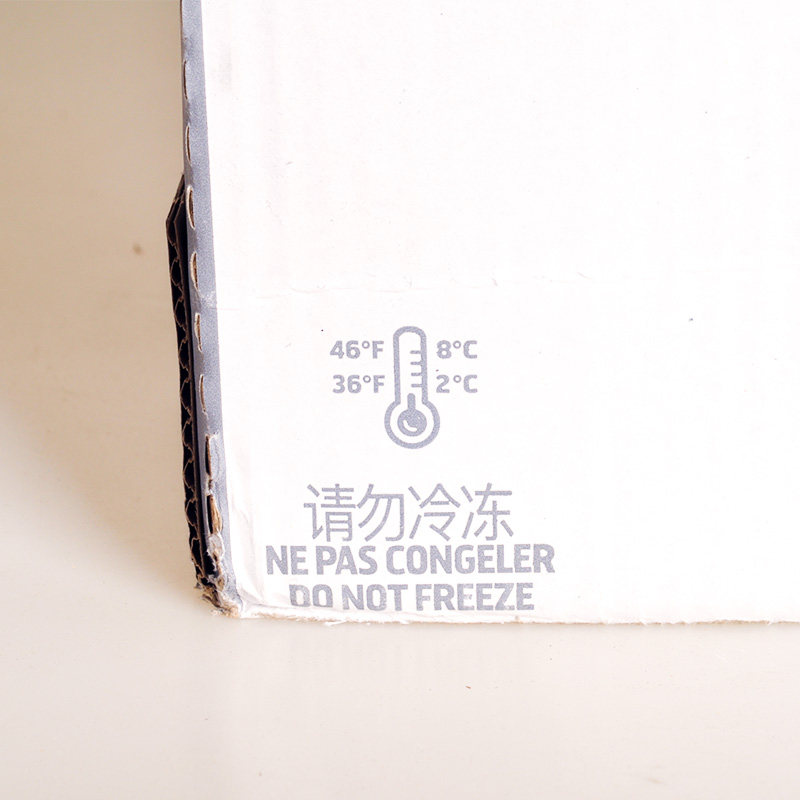 46°F 8°C
36°F 2°C
请勿冷冻
NE PAS CONGELER
DO NOT FREEZE